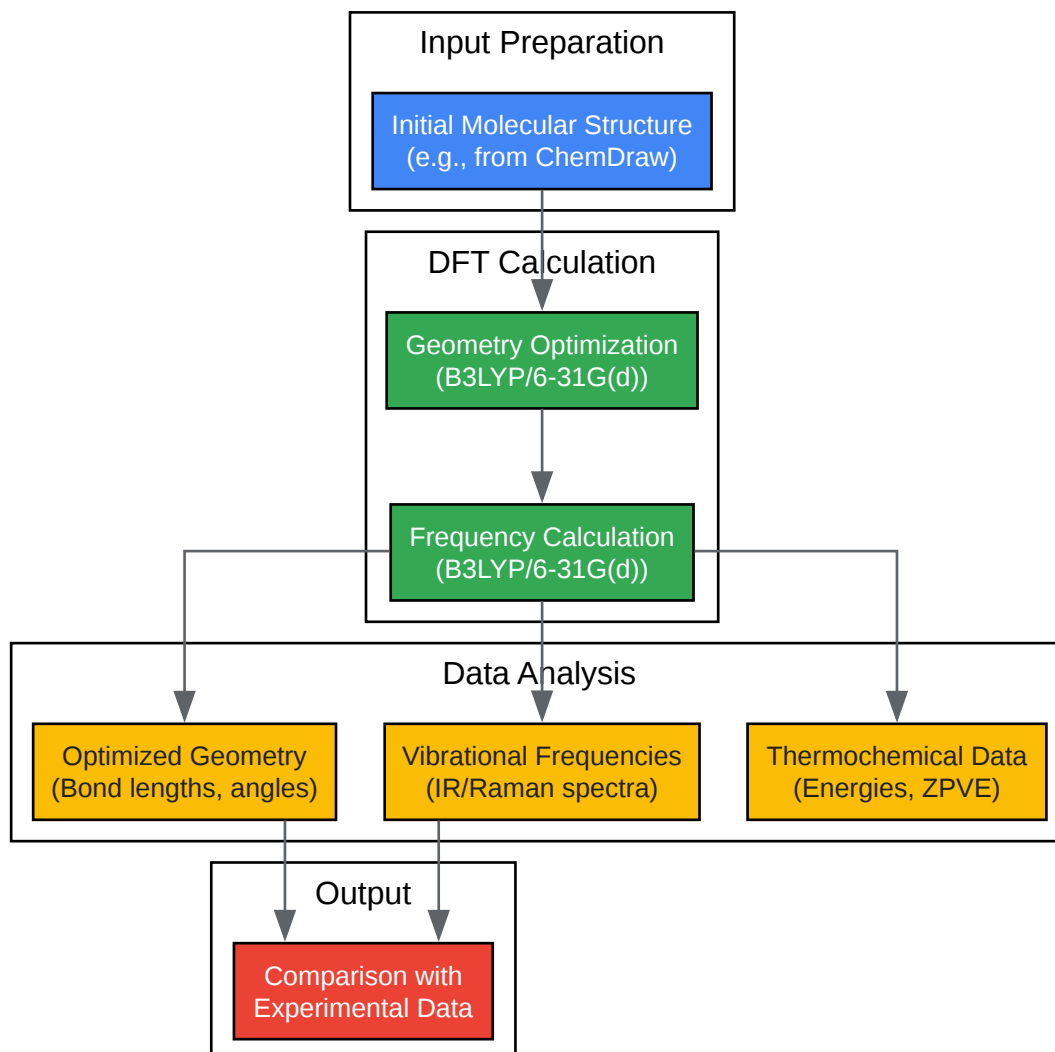 Input Preparation
Initial Molecular Structure
(e.g., from ChemDraw)
DFT Calculation
Geometry Optimization
(B3LYP/6-31G(d))
Frequency Calculation
(B3LYP/6-31G(d))
Data Analysis
Optimized Geometry
(Bond lengths, angles)
Vibrational Frequencies
(IR/Raman spectra)
Thermochemical Data
(Energies, ZPVE)
Output
Comparison with
Experimental Data